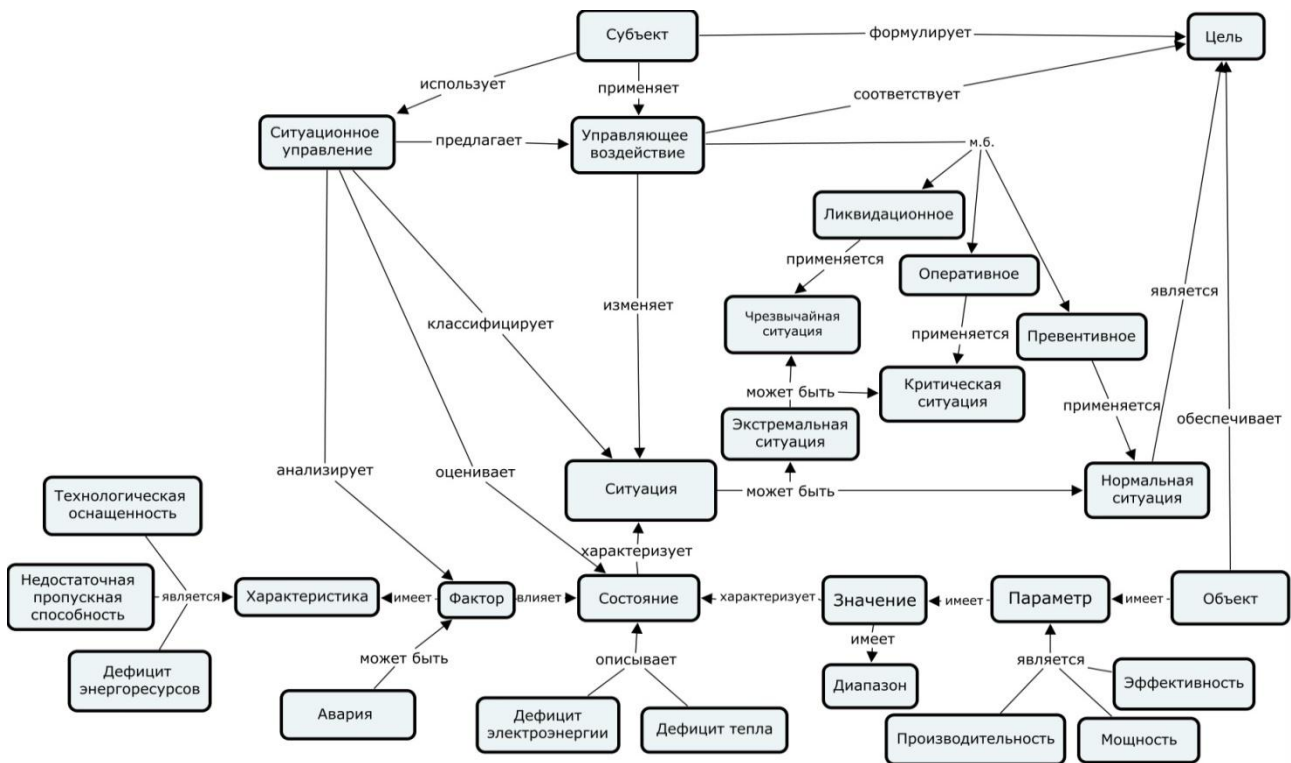 Субъект
формулирует
Цель
использует
применяет
соответствует
Ситуационное
управление
предлагает
Управляющее
воздействие
м.б.
Ликвидационное
применяется
Оперативное
является
изменяет
Чрезвычайная
ситуация
классифицирует
применяется
Превентивное
может быть
Критическая
ситуация
применяется
обеспечивает
Экстремальная
ситуация
анализирует
оценивает
Ситуация
может быть
Нормальная
ситуация
Технологическая
оснащенность
характеризует
Недостаточная
пропускная
способность
является
Характеристика
имеет
Фактор
влияет
Состояние
характеризует
Значение
имеет
Параметр
имеет
Объект
имеет
может быть
описывает
является
Дефицит
энергоресурсов
Диапазон
Эффективность
Авария
Дефицит
электроэнергии
Дефицит тепла
Производительность
Мощность